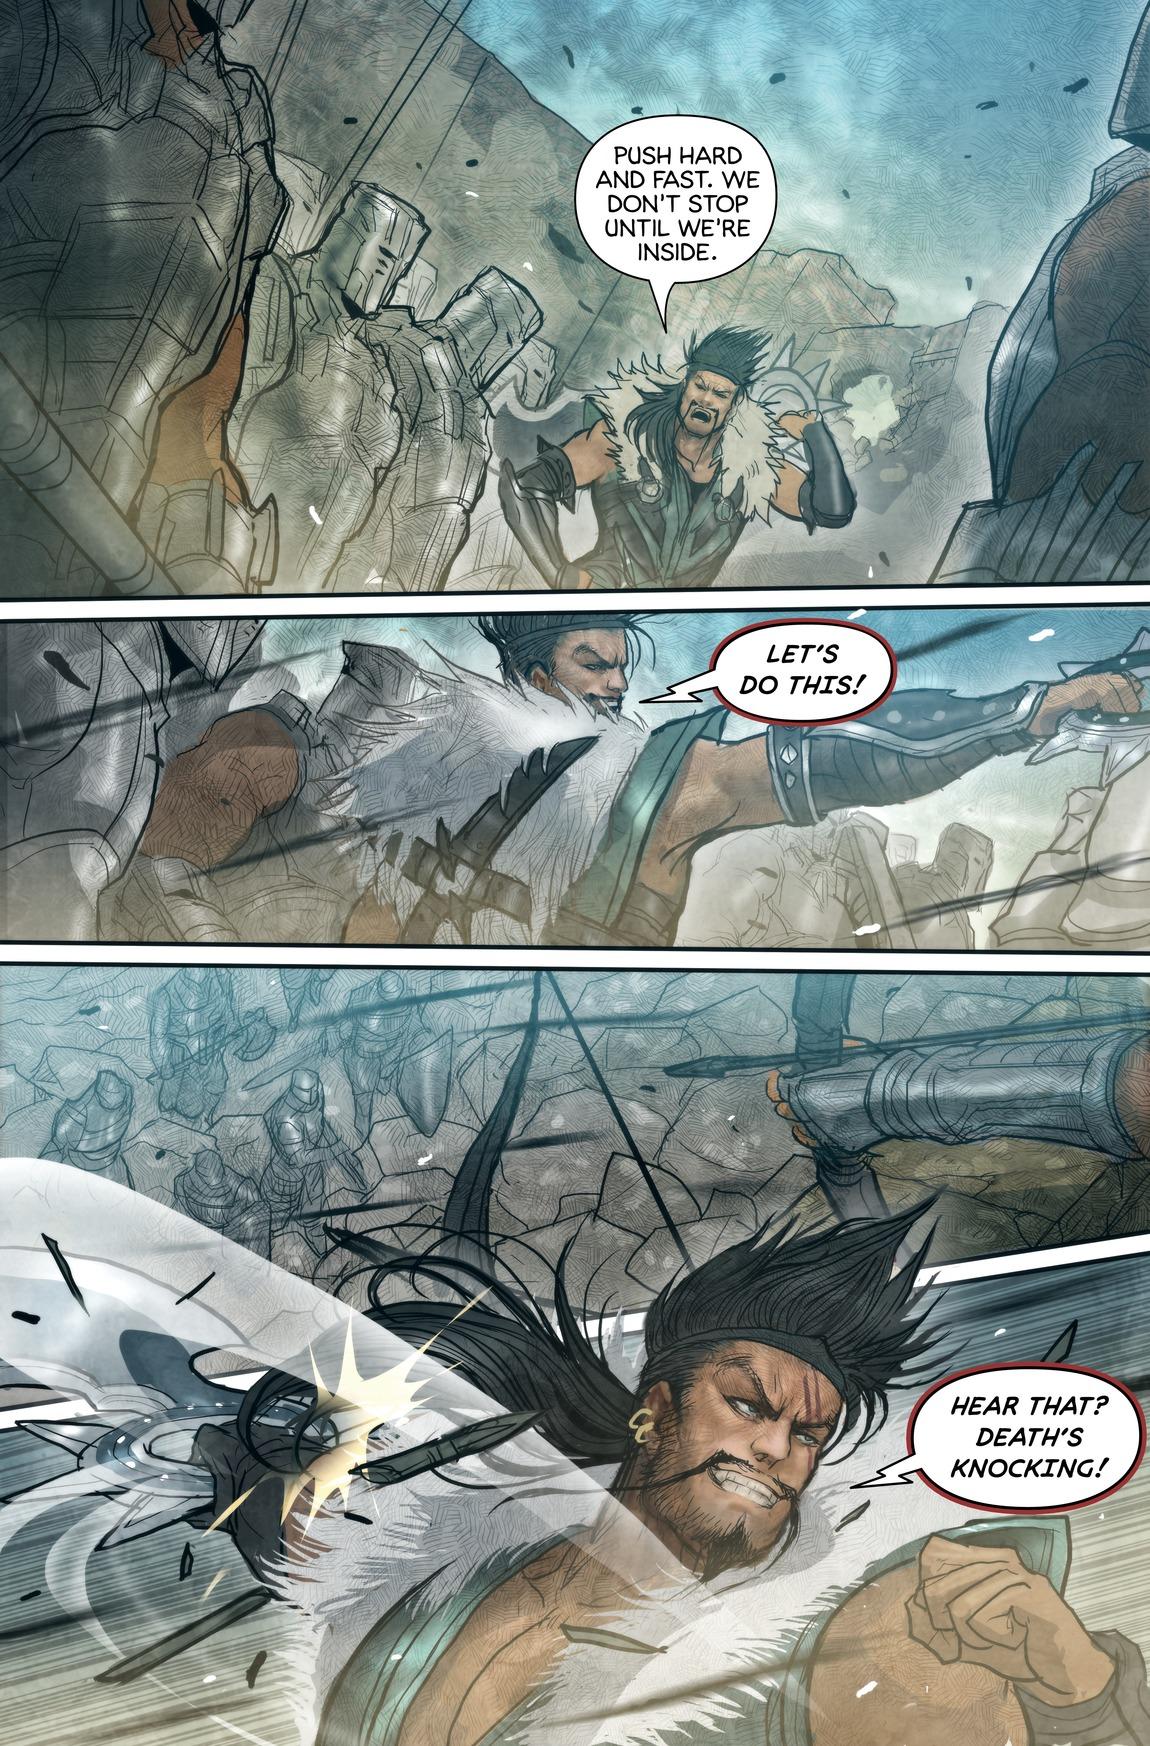 PUSH HARD
AND FAST. WE
DON'T STOP
UNTIL WE'RE
INSIDE.
LET'S
DO THIS!
HEAR THAT?
DEATH'S
KNOCKING!